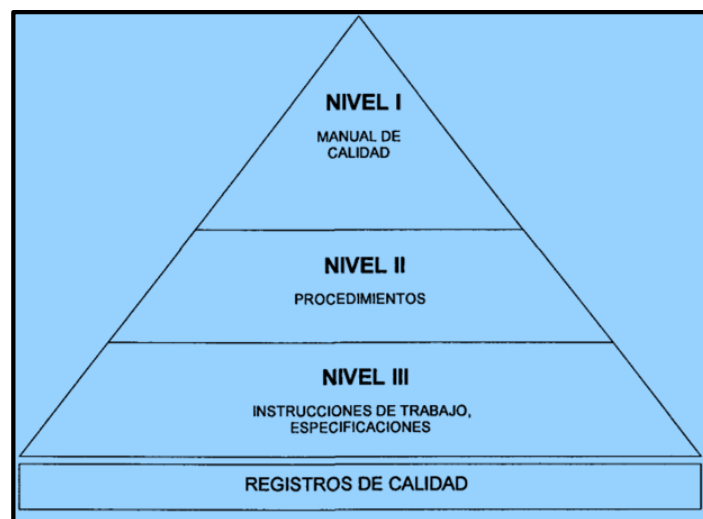 NIVEL I
MANUAL DE
CALIDAD
NIVEL II
PROCEDIMIENTOS
NIVEL III
INSTRUCCIONES DE TRABAJO,
ESPECIFICACIONES
REGISTROS DE CALIDAD